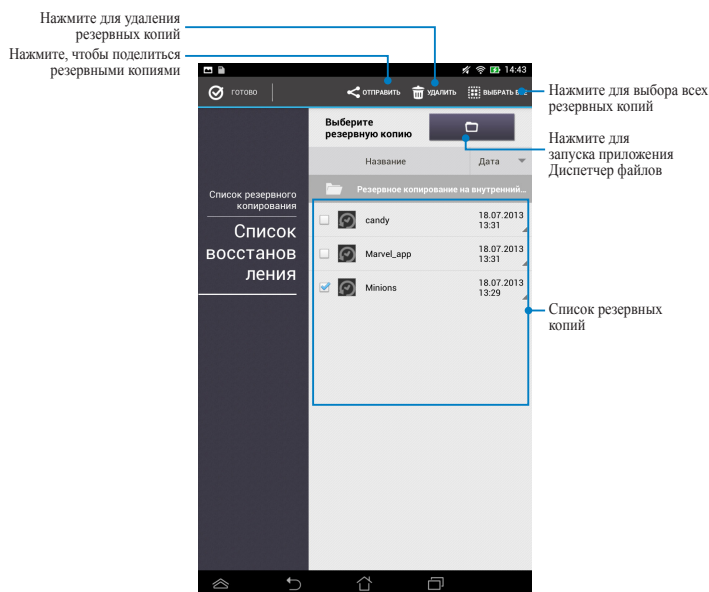 Нажмите для удаления
резервных копий
Нажмите, чтобы поделиться
резервными копиями
14:43
ГОТОВО
ОТПРАВИТЬ
УДАЛИТЬ
ВЫБРАТЬ ВСЕ
Нажмите для выбора всех
резервных копий
Выберите
резервную копию
Нажмите для
запуска приложения
Диспетчер файлов
Название
Дата
Резервное копирование на внутренний...
Список резервного
копирования
Список
восстанов
ления
candy
18.07.2013
13:31
Marvel_app
18.07.2013
13:31
Minions
18.07.2013
13:29
Список резервных
копий